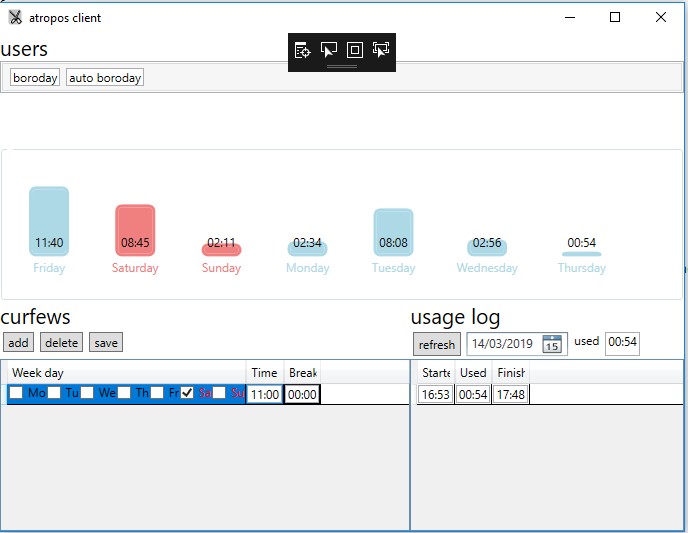 atropos client
users
boroday auto boroday
11:40 08:45 02:11 02:34 08:08 02:56 00:54
Friday Saturday Sunday Monday Tuesday Wednesday Thursday
curfews
add delete save
Week day Time Break
Mo Tu We Th Fr Sa Su 11:00 00:00
usage log
refresh 14/03/2019 15 used 00:54
Starte Used Finish
16:53 00:54 17:48